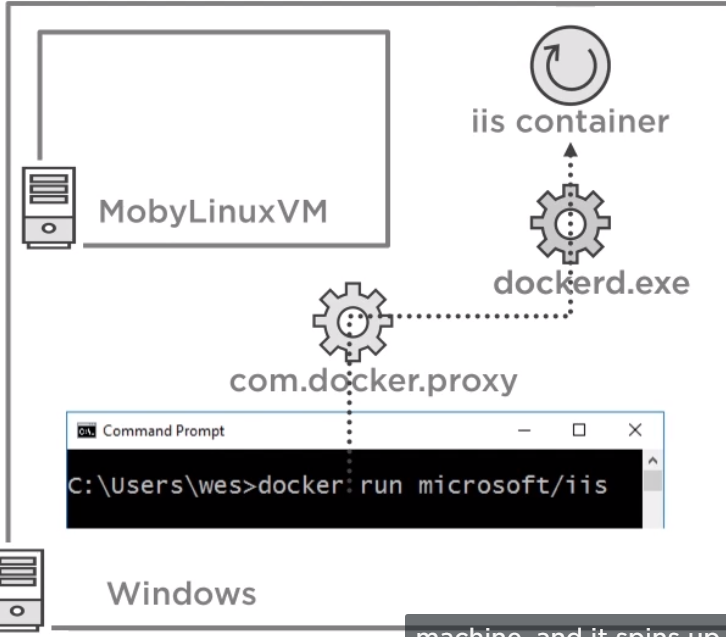 iis container
MobyLinuxVM
dockerd.exe
com.docker.proxy
Command Prompt
C:\Users\wes>docker run microsoft/iis
Windows
machine, and it spins up